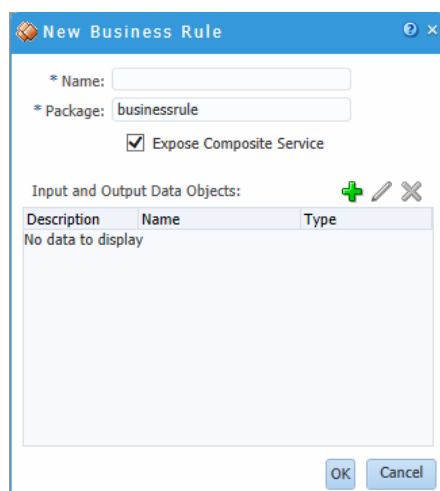 New Business Rule
* Name:
* Package: businessrule
Expose Composite Service
Input and Output Data Objects:
Description Name Type
No data to display
OK Cancel